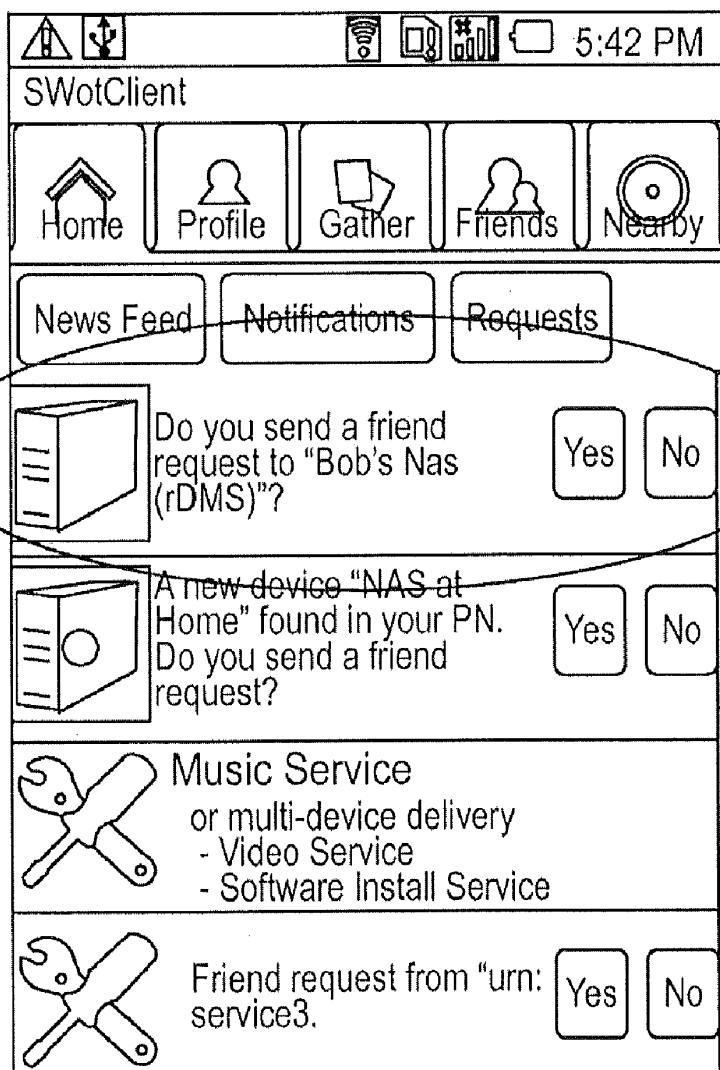 5:42 PM
SWotClient
Home Profile Gather Friends Nearby
News Feed Notifications Requests
Do you send a friend
request to “Bob's Nas
(rDMS)”?
Yes No
A new device “NAS at
Home” found in your PN.
Do you send a friend
request?
Yes No
Music Service
or multi-device delivery
- Video Service
- Software Install Service
Friend request from “urn:
service3.
Yes No